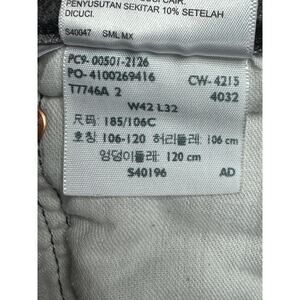 PENYUSUTAN SEKITAR 10% SETELAH
DICUCI.
S40047 SML MX
PC9-00501-2126
PO-4100269416 CW-4215
T7746A 2 4032
W42 L32
尺码: 185/106C
호칭 106-120 허리둘레: 106 cm
엉덩이둘레: 120 cm
S40196 AD